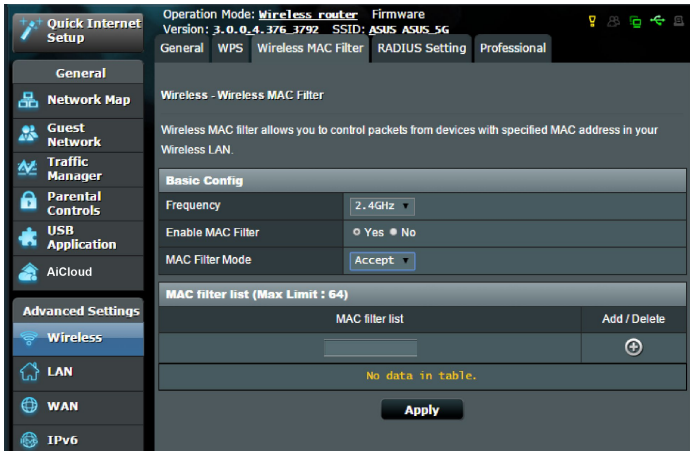 Quick Internet
Setup
Operation Mode: Wireless router Firmware
Version: 3.0.0.4.376_3792 SSID: ASUS ASUS_5G
General WPS Wireless MAC Filter RADIUS Setting Professional
General
Network Map
Guest
Network
Traffic
Manager
Parental
Controls
USB
Application
AiCloud
Advanced Settings
Wireless
LAN
WAN
IPv6
Wireless - Wireless MAC Filter
Wireless MAC filter allows you to control packets from devices with specified MAC address in your
Wireless LAN.
Basic Config
Frequency 2.4GHz
Enable MAC Filter Yes No
MAC Filter Mode Accept
MAC filter list (Max Limit : 64)
MAC filter list Add / Delete
No data in table.
Apply